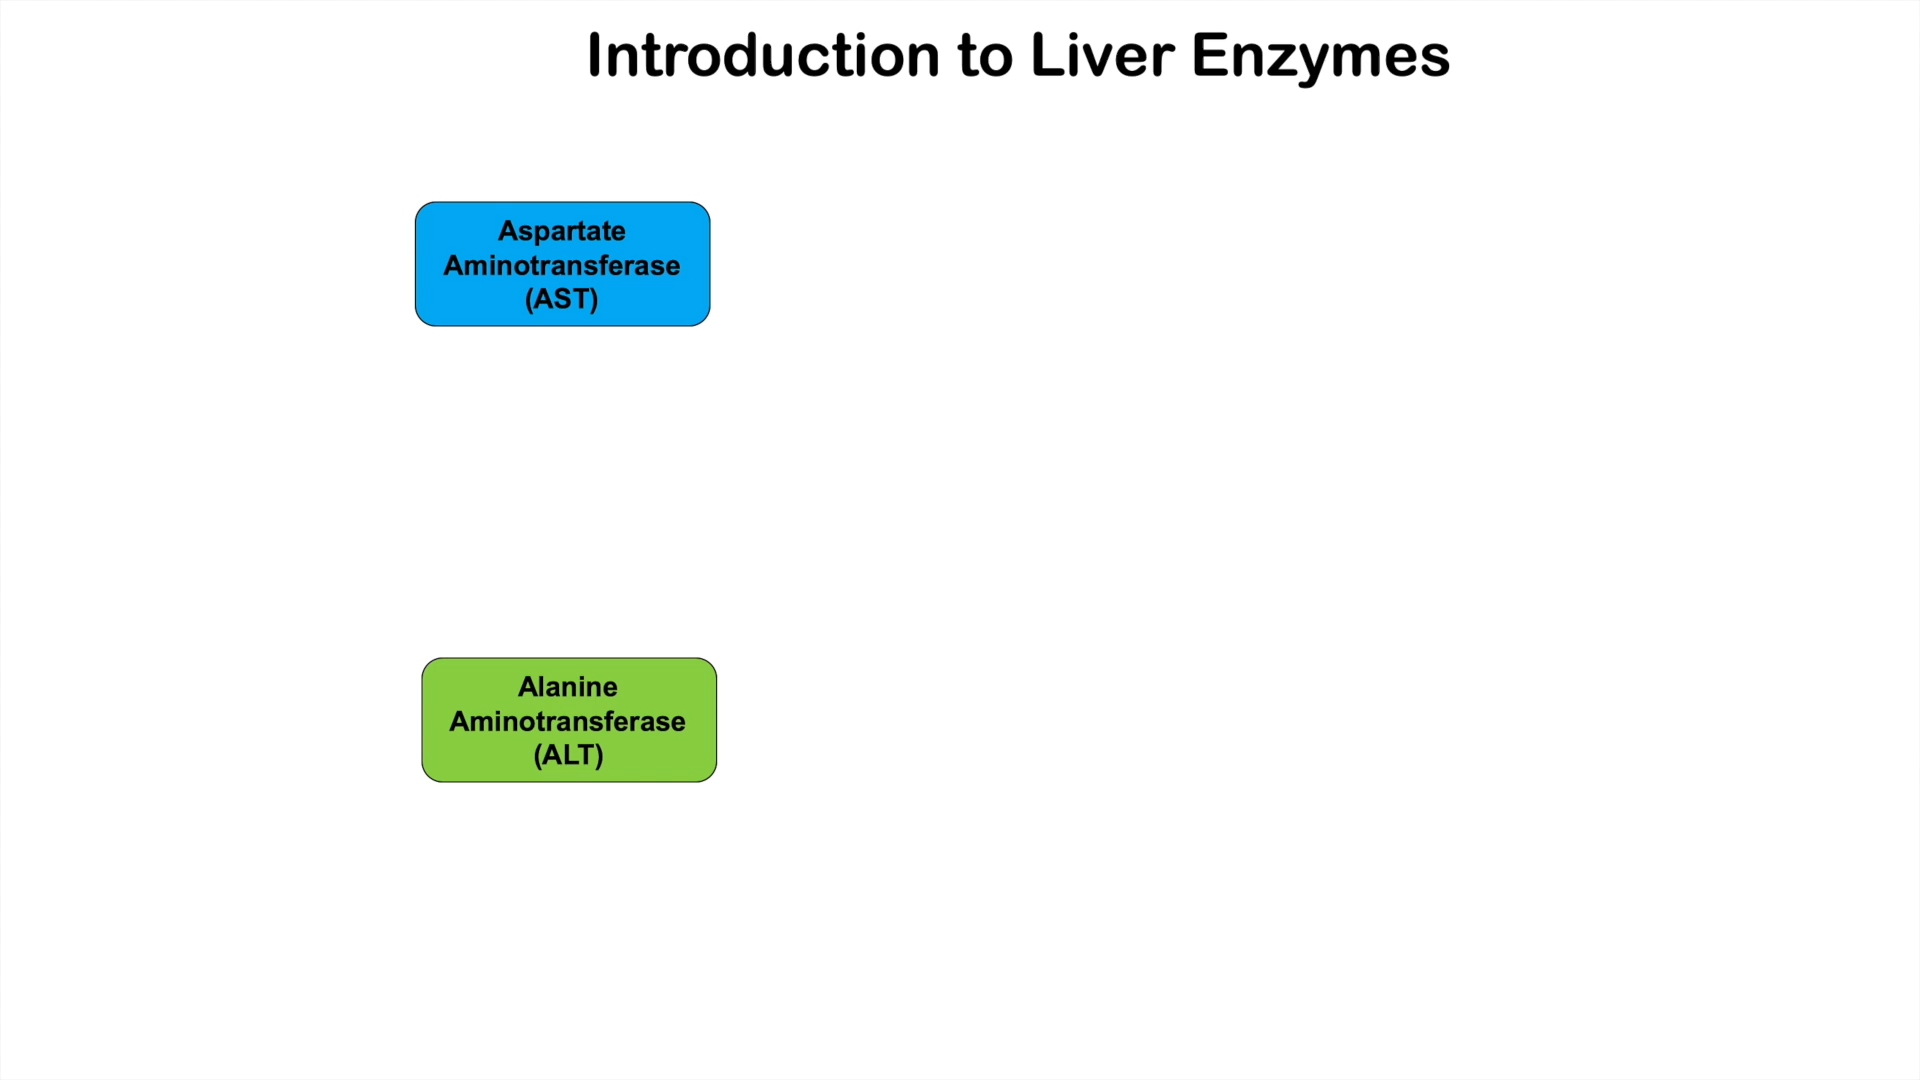 Introduction to Liver Enzymes
Aspartate
Aminotransferase
(AST)
Alanine
Aminotransferase
(ALT)